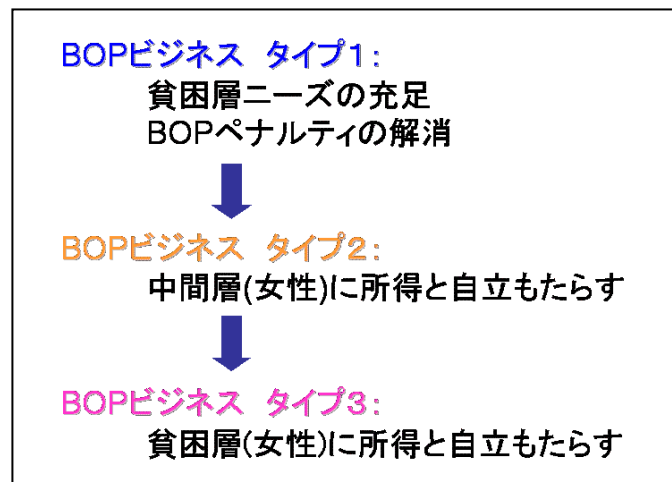 BOPビジネス タイプ1:
貧困層ニーズの充足
BOPペナルティの解消
BOPビジネス タイプ2:
中間層(女性)に所得と自立もたらす
BOPビジネス タイプ3:
貧困層(女性)に所得と自立もたらす